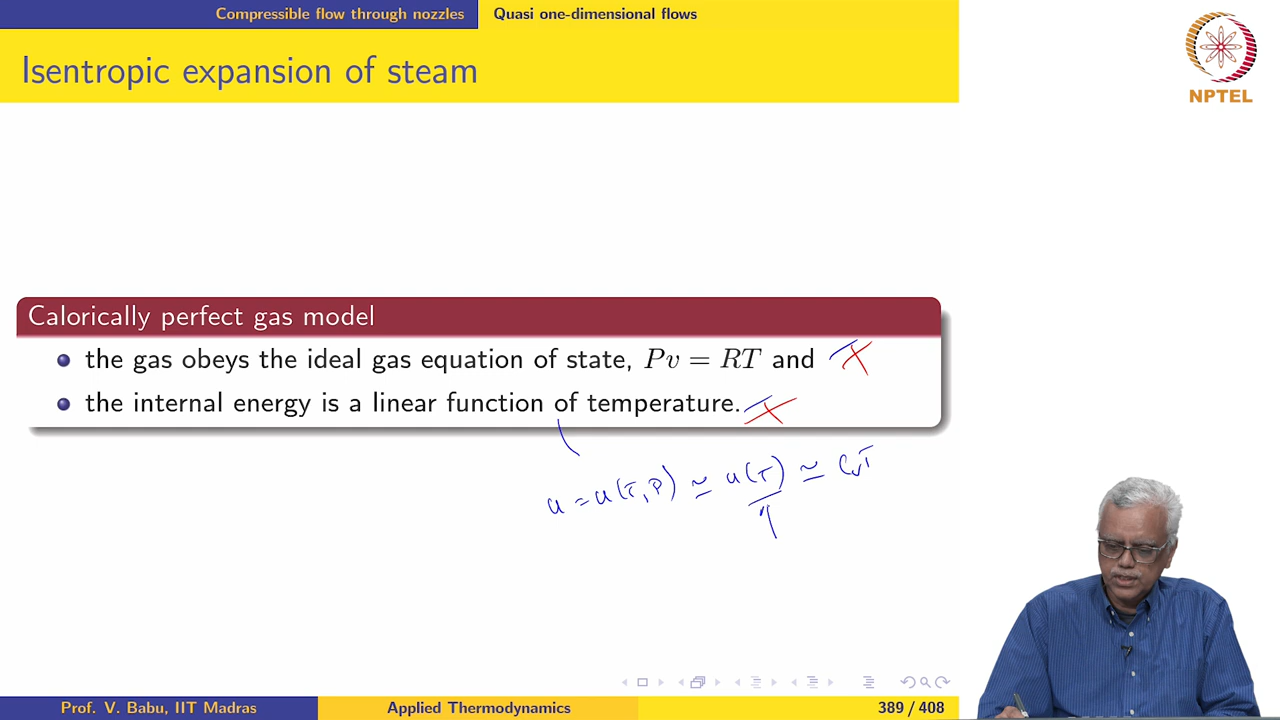 Compressible flow through nozzles Quasi one-dimensional flows
Isentropic expansion of steam
NPTEL
Calorically perfect gas model
the gas obeys the ideal gas equation of state, Pv = RT and
the internal energy is a linear function of temperature.
u = u(T, P) ≃ u(T) ≃ CvT
Prof. V. Babu, IIT Madras Applied Thermodynamics 389 / 408